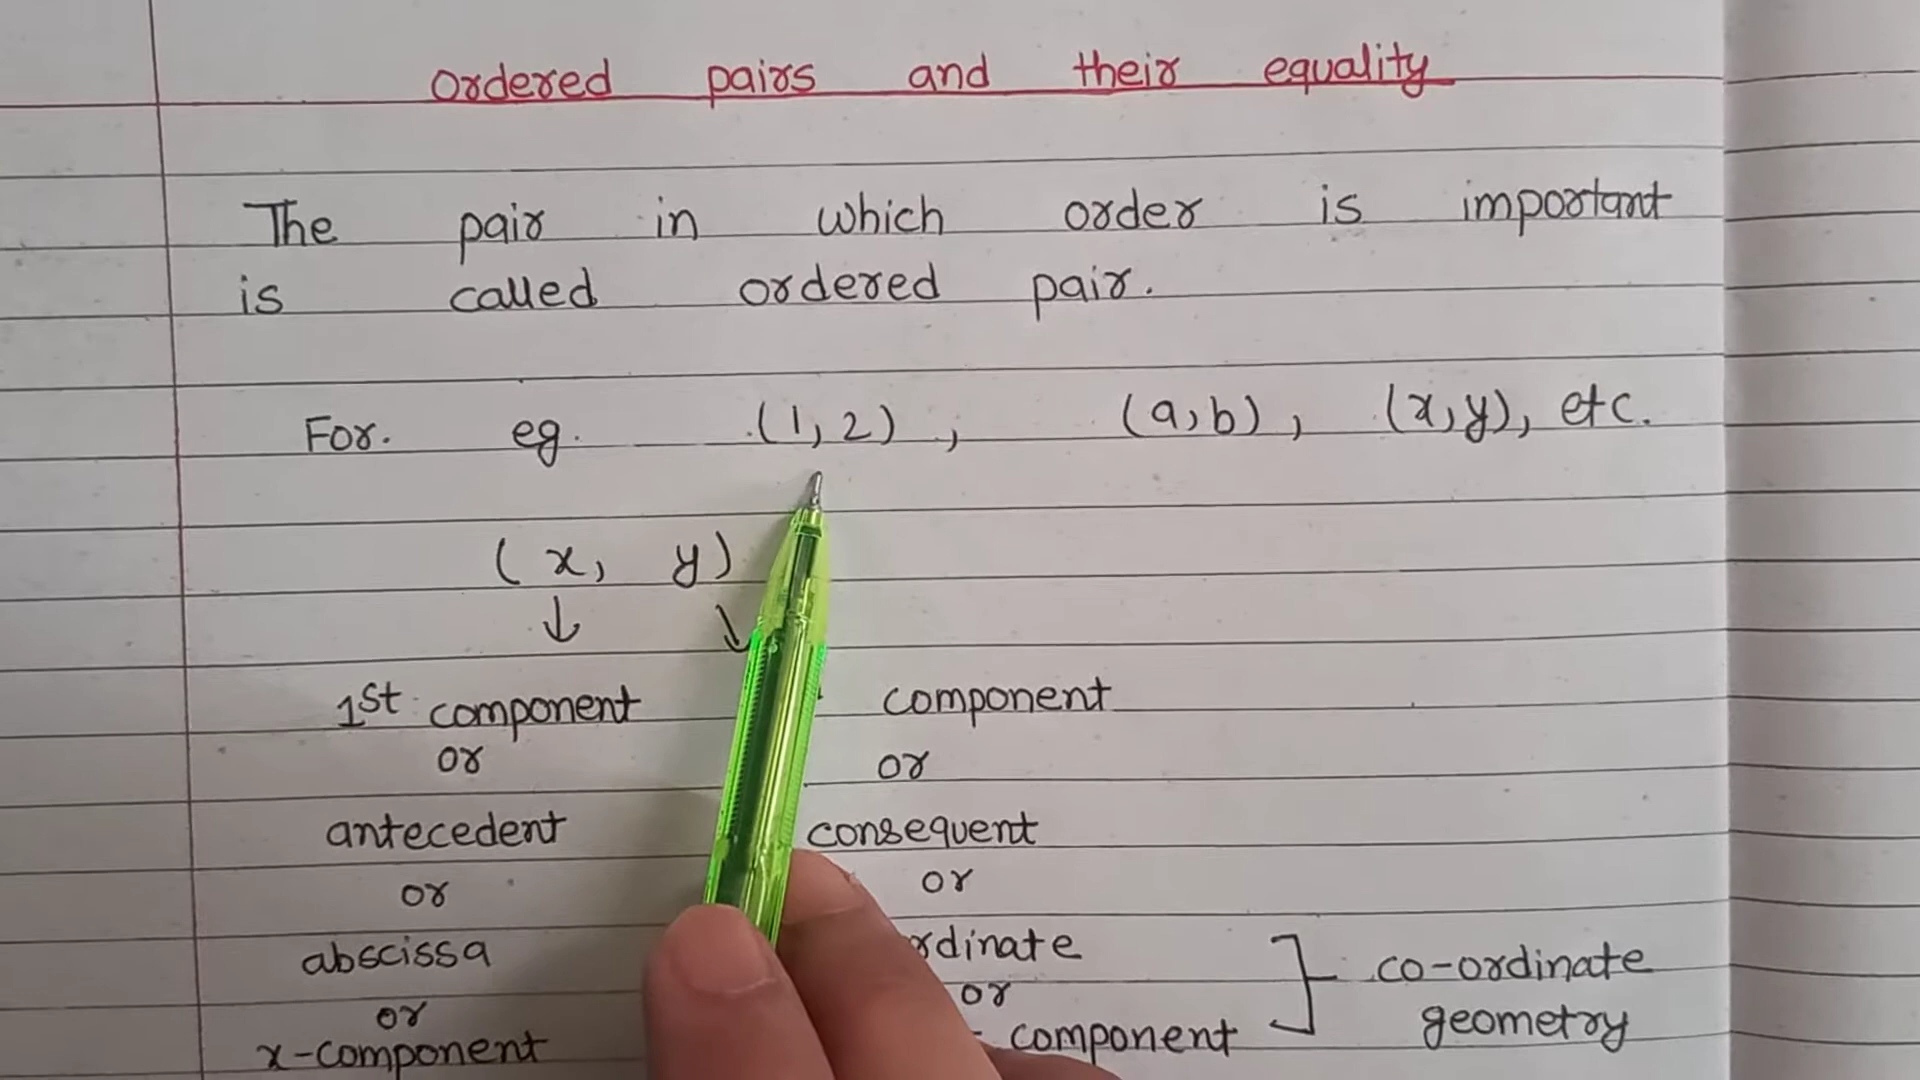 Ordered pairs and their equality
The pair in which order is important
is called ordered pair.
For. eg. (1, 2), (a, b), (x, y), etc.
(x, y)
↓ ↓
1st component component
or or
antecedent consequent
or or
abscissa co-ordinate
or or geometry
x-component component